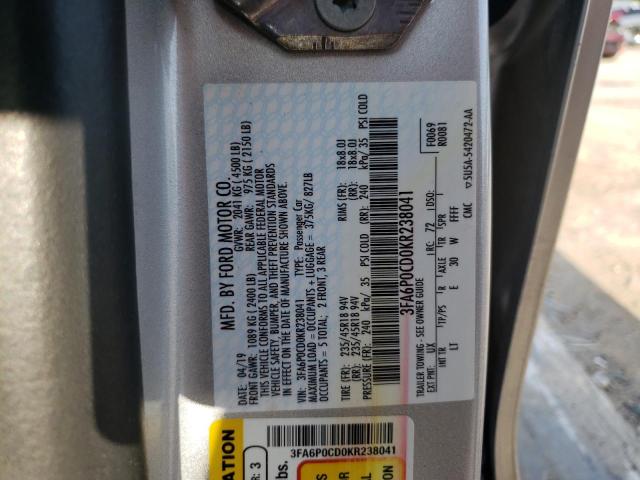 MFD. BY FORD MOTOR CO.
DATE: 04/19 GVWR: 2041 KG ( 4500 LB)
FRONT GAWR: 1089 KG ( 2400 LB) REAR GAWR: 975 KG ( 2150 LB)
THIS VEHICLE CONFORMS TO ALL APPLICABLE FEDERAL MOTOR
VEHICLE SAFETY, BUMPER, AND THEFT PREVENTION STANDARDS
IN EFFECT ON THE DATE OF MANUFACTURE SHOWN ABOVE.
VIN: 3FA6P0CD0KR238041 TYPE: Passenger Car
MAXIMUM LOAD = OCCUPANTS + LUGGAGE = 375KG/ 827LB
OCCUPANTS = 5 TOTAL; 2 FRONT, 3 REAR
TIRE (FR): 235/45R18 94V RIMS (FR): 18x8.0J
(RR): 235/45R18 94V (RR): 18x8.0J
PRESSURE (FR): 240 kPa/ 35 PSI COLD (RR): 240 kPa/ 35 PSI COLD
3FA6P0CD0KR238041
F0069
R0081
TRAILER TOWING - SEE OWNER GUIDE
EXT PNT: UX RC: 72 DSO:
INT TR TP/PS R AXLE TR SPR
LT E 30 W FFFF
CMC 5U5A-5420472-AA
3FA6P0CD0KR238041
3
lbs.